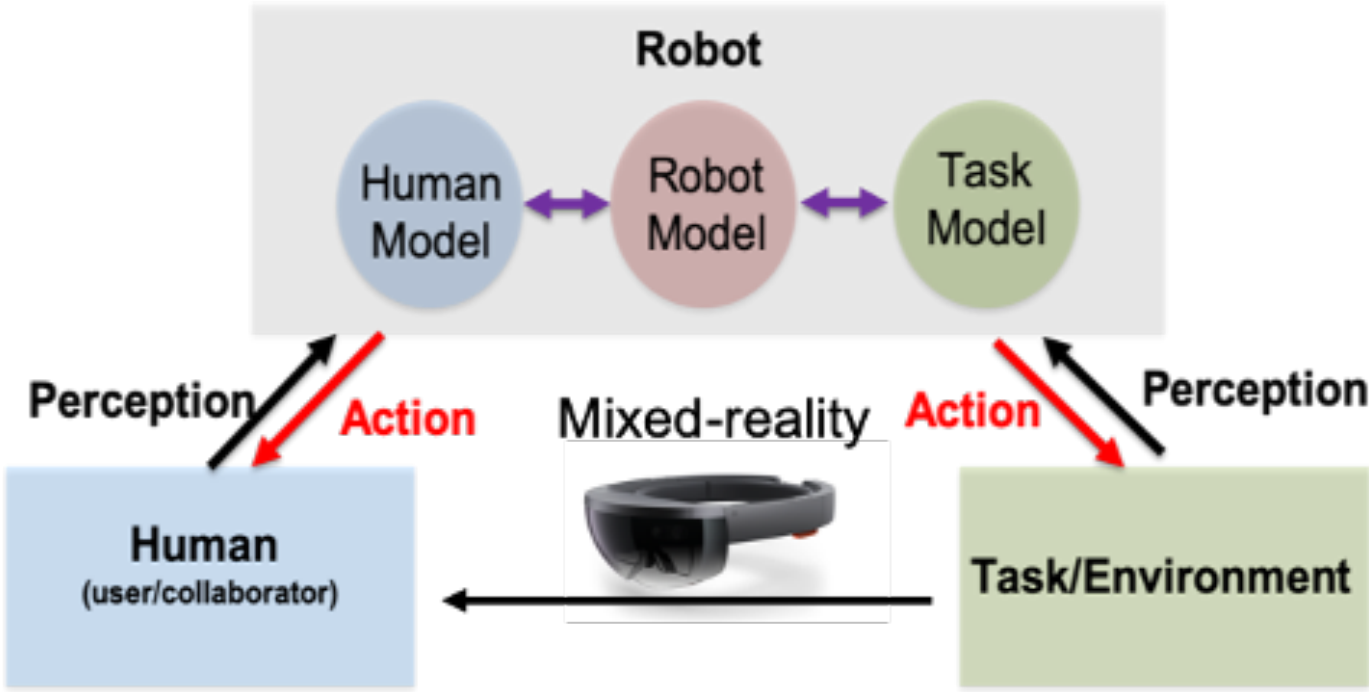 Robot
Human
Model
Robot
Model
Task
Model
Perception
Action
Mixed-reality
Action
Perception
Human
(user/collaborator)
Task/Environment